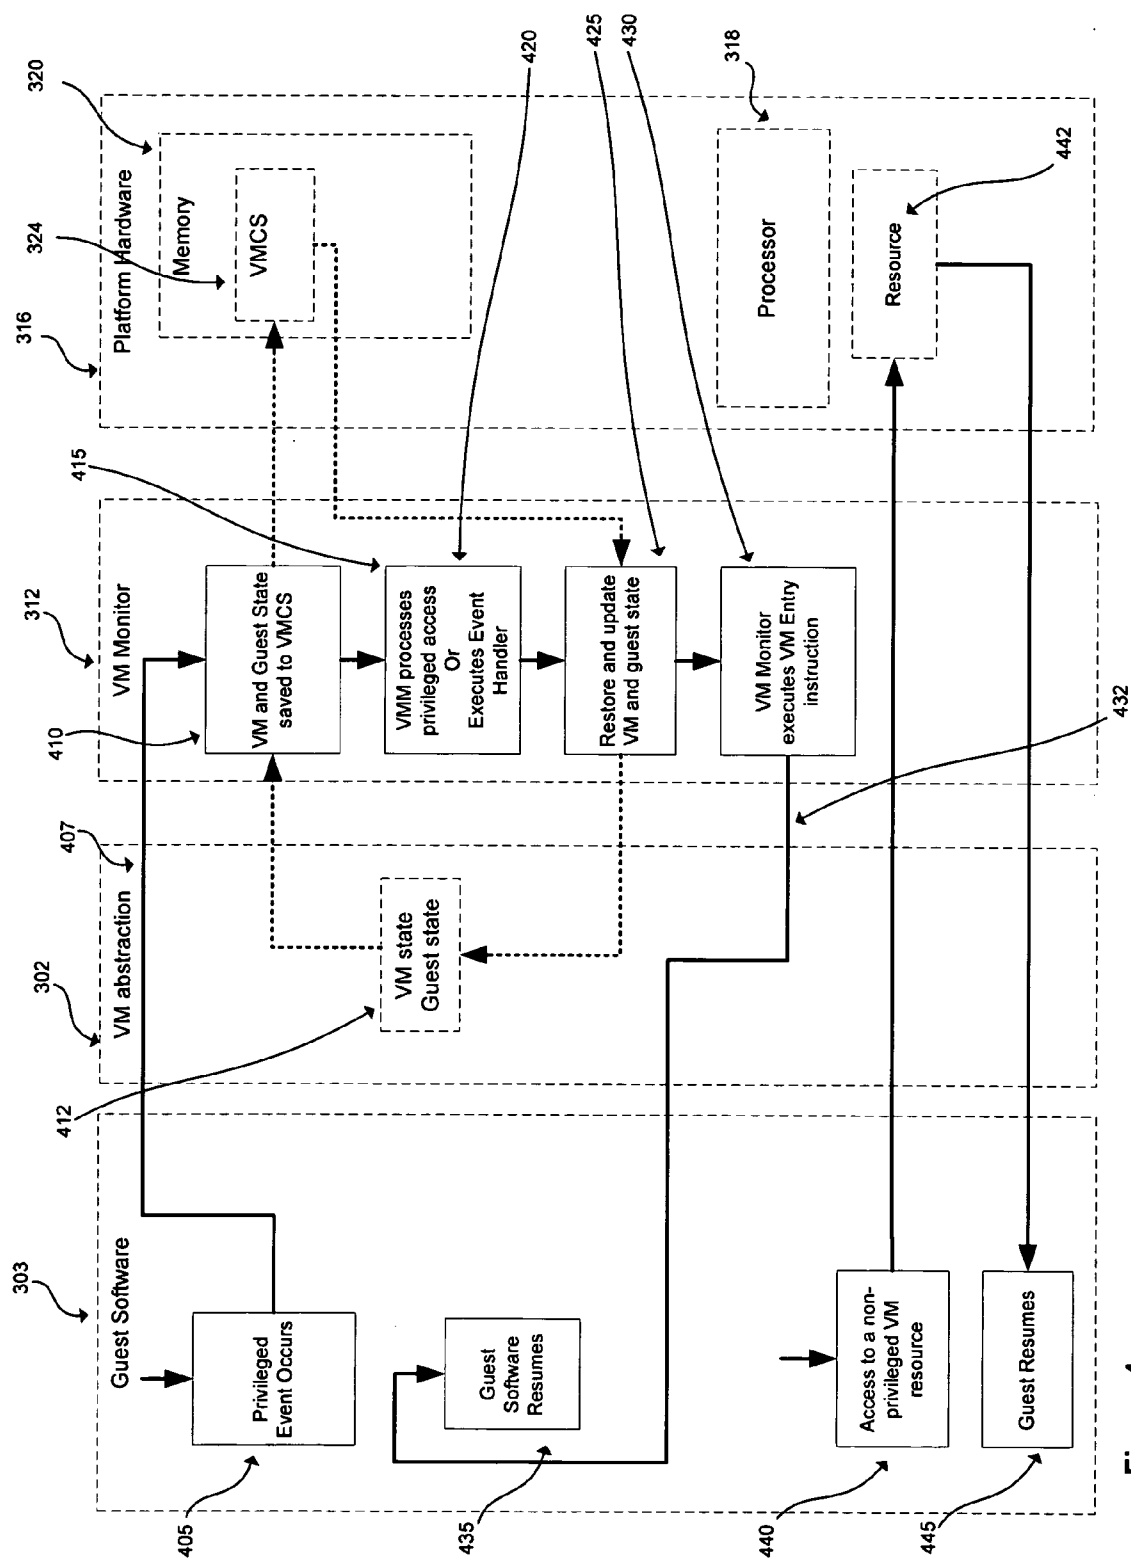 303
Guest Software
Privileged
Event Occurs
405
Guest
Software
Resumes
435
Access to a non-
privileged VM
resource
440
Guest Resumes
445
302
VM abstraction
407
VM state
Guest state
412
312
VM Monitor
410
VM and Guest State
saved to VMCS
415
VMM processes
privileged access
Or
Executes Event
Handler
420
Restore and update
VM and guest state
425
VM Monitor
executes VM Entry
instruction
430
432
316
Platform Hardware
320
Memory
324
VMCS
318
Processor
Resource
442